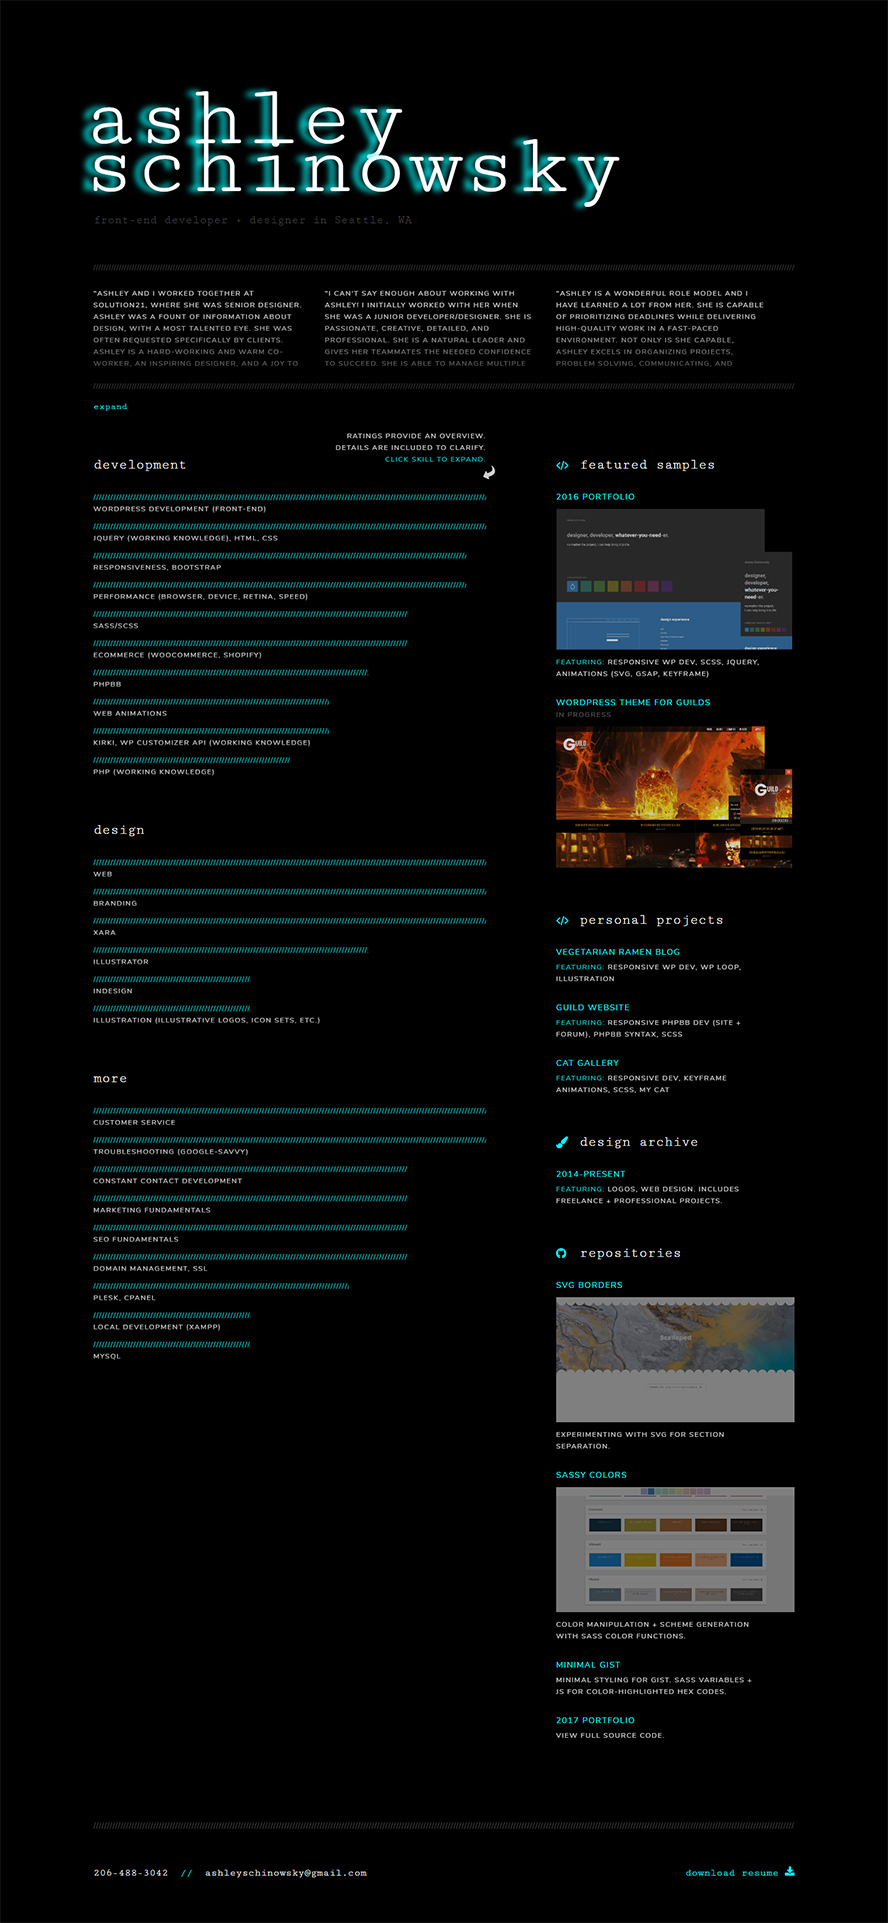 ashley
schinowsky
front-end developer + designer in Seattle, WA
"ASHLEY AND I WORKED TOGETHER AT
SOLUTION21, WHERE SHE WAS SENIOR DESIGNER.
ASHLEY WAS A FOUNT OF INFORMATION ABOUT
DESIGN, WITH A MOST TALENTED EYE. SHE WAS
OFTEN REQUESTED SPECIFICALLY BY CLIENTS.
ASHLEY IS A HARD-WORKING AND WARM CO-
WORKER, AN INSPIRING DESIGNER, AND A JOY TO
"I CAN'T SAY ENOUGH ABOUT WORKING WITH
ASHLEY! I INITIALLY WORKED WITH HER WHEN
SHE WAS A JUNIOR DEVELOPER/DESIGNER. SHE IS
PASSIONATE, CREATIVE, DETAILED, AND
PROFESSIONAL. SHE IS A NATURAL LEADER AND
GIVES HER TEAMMATES THE NEEDED CONFIDENCE
TO SUCCEED. SHE IS ABLE TO MANAGE MULTIPLE
"ASHLEY IS A WONDERFUL ROLE MODEL AND I
HAVE LEARNED A LOT FROM HER. SHE IS CAPABLE
OF PRIORITIZING DEADLINES WHILE DELIVERING
HIGH-QUALITY WORK IN A FAST-PACED
ENVIRONMENT. NOT ONLY IS SHE CAPABLE,
ASHLEY EXCELS IN ORGANIZING PROJECTS,
PROBLEM SOLVING, COMMUNICATING, AND
expand
RATINGS PROVIDE AN OVERVIEW.
DETAILS ARE INCLUDED TO CLARIFY.
CLICK SKILL TO EXPAND.
development
WORDPRESS DEVELOPMENT (FRONT-END)
JQUERY (WORKING KNOWLEDGE), HTML, CSS
RESPONSIVENESS, BOOTSTRAP
PERFORMANCE (BROWSER, DEVICE, RETINA, SPEED)
SASS/SCSS
ECOMMERCE (WOOCOMMERCE, SHOPIFY)
PHPBB
WEB ANIMATIONS
KIRKI, WP CUSTOMIZER API (WORKING KNOWLEDGE)
PHP (WORKING KNOWLEDGE)
design
WEB
BRANDING
XARA
ILLUSTRATOR
INDESIGN
ILLUSTRATION (ILLUSTRATIVE LOGOS, ICON SETS, ETC.)
more
CUSTOMER SERVICE
TROUBLESHOOTING (GOOGLE-SAVVY)
CONSTANT CONTACT DEVELOPMENT
MARKETING FUNDAMENTALS
SEO FUNDAMENTALS
DOMAIN MANAGEMENT, SSL
PLESK, CPANEL
LOCAL DEVELOPMENT (XAMPP)
MYSQL
</> featured samples
2016 PORTFOLIO
designer, developer, whatever-you-need-er.
designer,
developer,
whatever-you-
need-er.
FEATURING: RESPONSIVE WP DEV, SCSS, JQUERY,
ANIMATIONS (SVG, GSAP, KEYFRAME)
WORDPRESS THEME FOR GUILDS
IN PROGRESS
GUILD
GUILD
</> personal projects
VEGETARIAN RAMEN BLOG
FEATURING: RESPONSIVE WP DEV, WP LOOP,
ILLUSTRATION
GUILD WEBSITE
FEATURING: RESPONSIVE PHPBB DEV (SITE +
FORUM), PHPBB SYNTAX, SCSS
CAT GALLERY
FEATURING: RESPONSIVE DEV, KEYFRAME
ANIMATIONS, SCSS, MY CAT
design archive
2014-PRESENT
FEATURING: LOGOS, WEB DESIGN. INCLUDES
FREELANCE + PROFESSIONAL PROJECTS.
repositories
SVG BORDERS
Scalloped
EXPERIMENTING WITH SVG FOR SECTION
SEPARATION.
SASSY COLORS
COLOR MANIPULATION + SCHEME GENERATION
WITH SASS COLOR FUNCTIONS.
MINIMAL GIST
MINIMAL STYLING FOR GIST. SASS VARIABLES +
JS FOR COLOR-HIGHLIGHTED HEX CODES.
2017 PORTFOLIO
VIEW FULL SOURCE CODE.
206-488-3042 // ashleyschinowsky@gmail.com
download resume